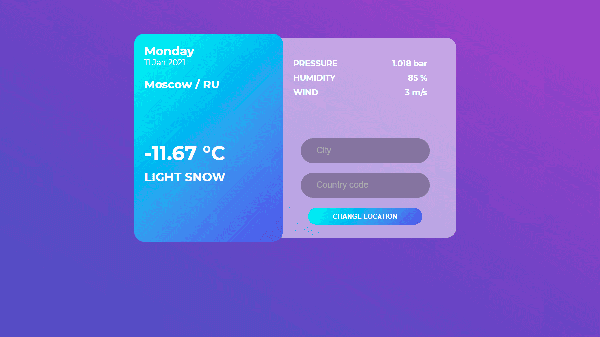 Monday
11 Jan 2021
Moscow / RU
-11.67 °C
LIGHT SNOW
PRESSURE 1.018 bar
HUMIDITY 85 %
WIND 3 m/s
City
Country code
CHANGE LOCATION